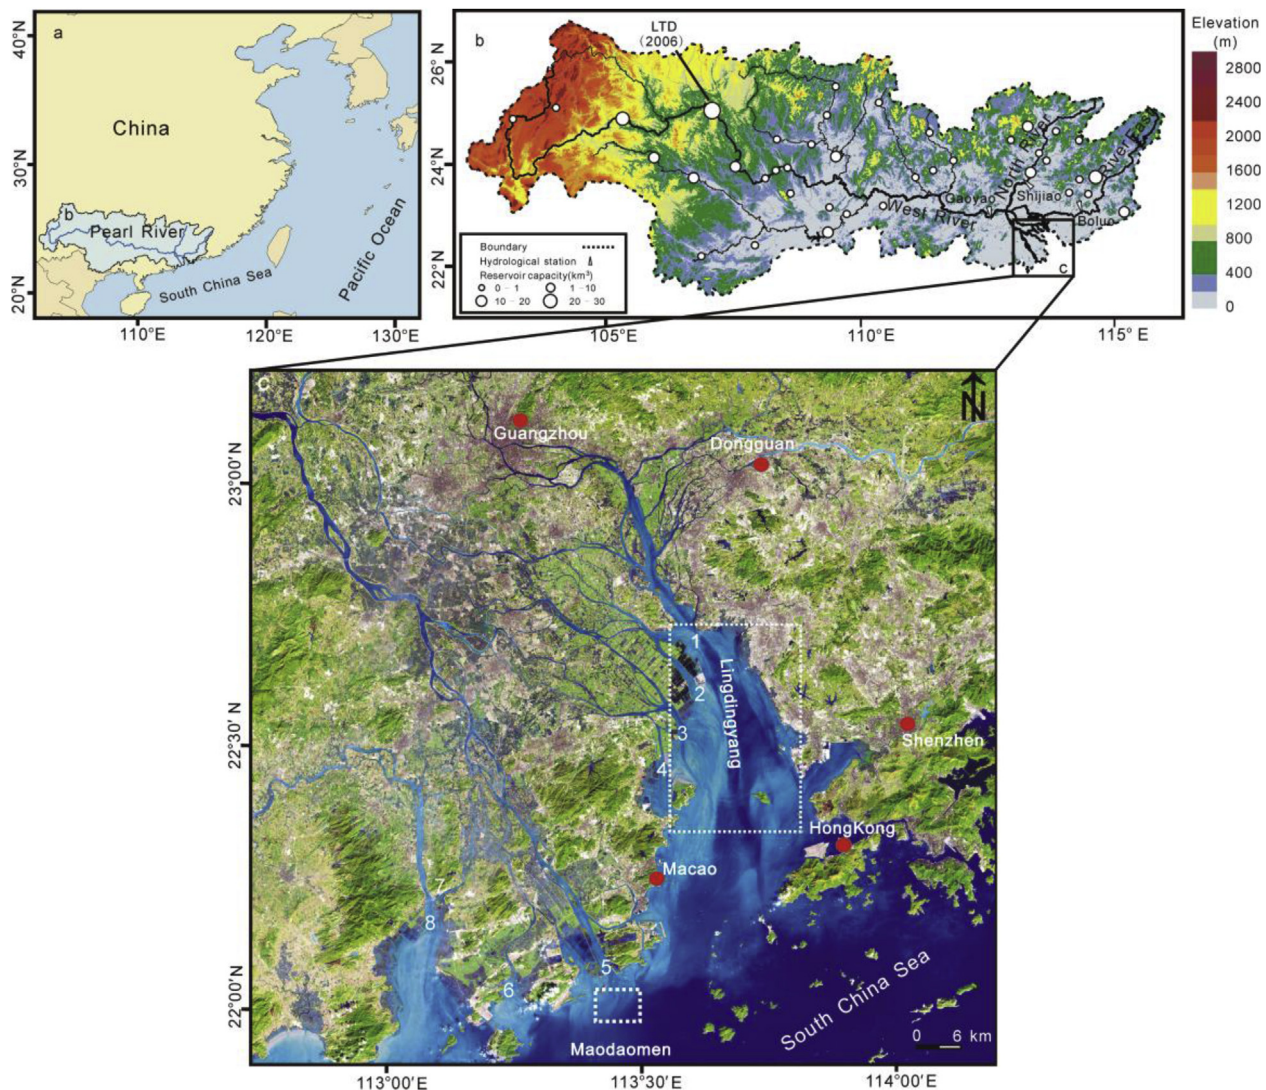 a
China
b
Pearl River
South China Sea
Pacific Ocean
40°N
30°N
20°N
110°E
120°E
130°E
b
LTD
(2006)
26° N
24°N
22°N
North River
East River
Gaoyao
Shijiao
Boluo
West River
c
Boundary
Hydrological station
Reservoir capacity(km³)
0-1
1-10
10-20
20-30
105°E
110°E
115°E
Elevation
(m)
2800
2400
2000
1600
1200
800
400
0
C
N
Guangzhou
Dongguan
1
Lingdingyang
2
3
4
Shenzhen
HongKong
Macao
7
8
5
6
South China Sea
Maodaomen
0 6 km
23°00' N
22°30' N
22°00' N
113°00'E
113°30'E
114°00'E